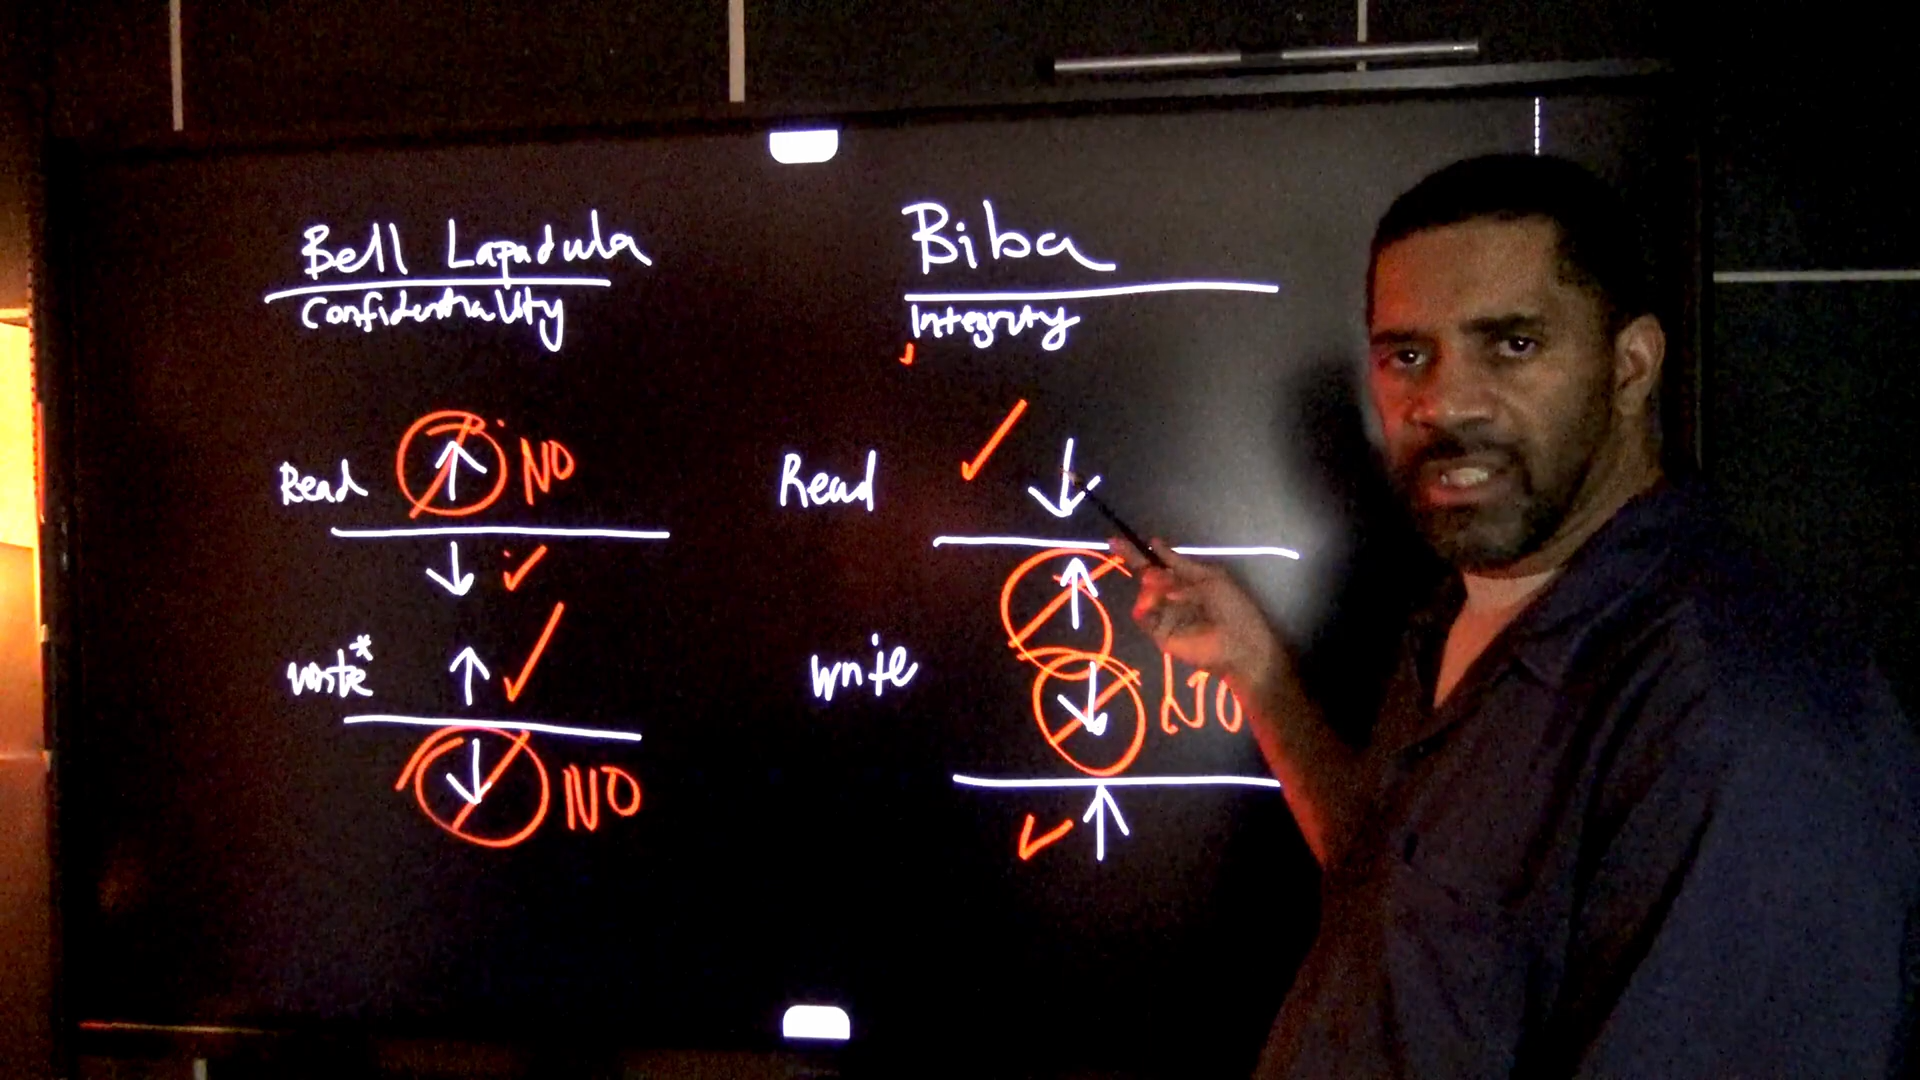 Bell Lapadula
Confidentiality
Read NO
write*
NO
Biba
Integrity
Read
write NO